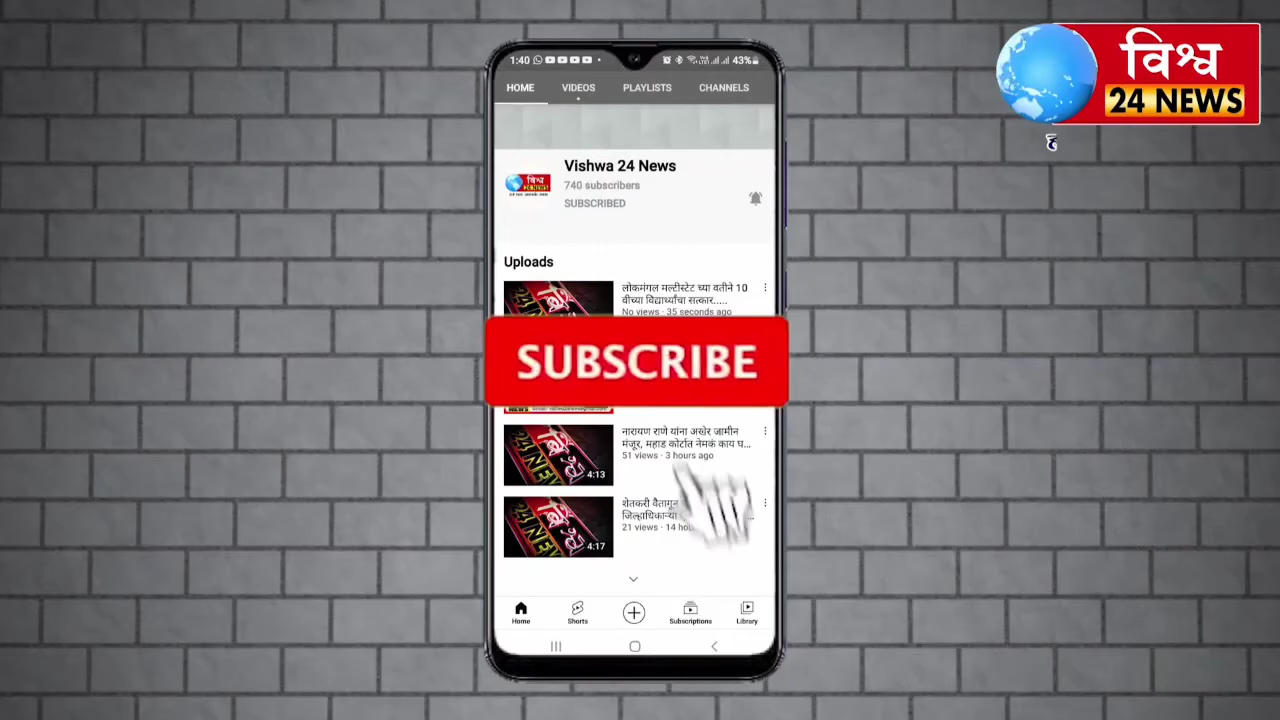 विश्व
24 NEWS
1:40
43%
HOME VIDEOS PLAYLISTS CHANNELS
Vishwa 24 News
740 subscribers
SUBSCRIBED
Uploads
लोकमंगल मल्टीस्टेट च्या वतीने 10
वीच्या विद्यार्थ्यांचा सत्कार.....
No views · 35 seconds ago
SUBSCRIBE
नारायण राणे यांना अखेर जामीन
मंजूर, महाड कोर्टात नेमकं काय घ...
51 views · 3 hours ago
4:13
शेतकरी वैतागून
जिल्हाधिकाऱ्या
21 views · 14
4:17
Home Shorts Subscriptions Library